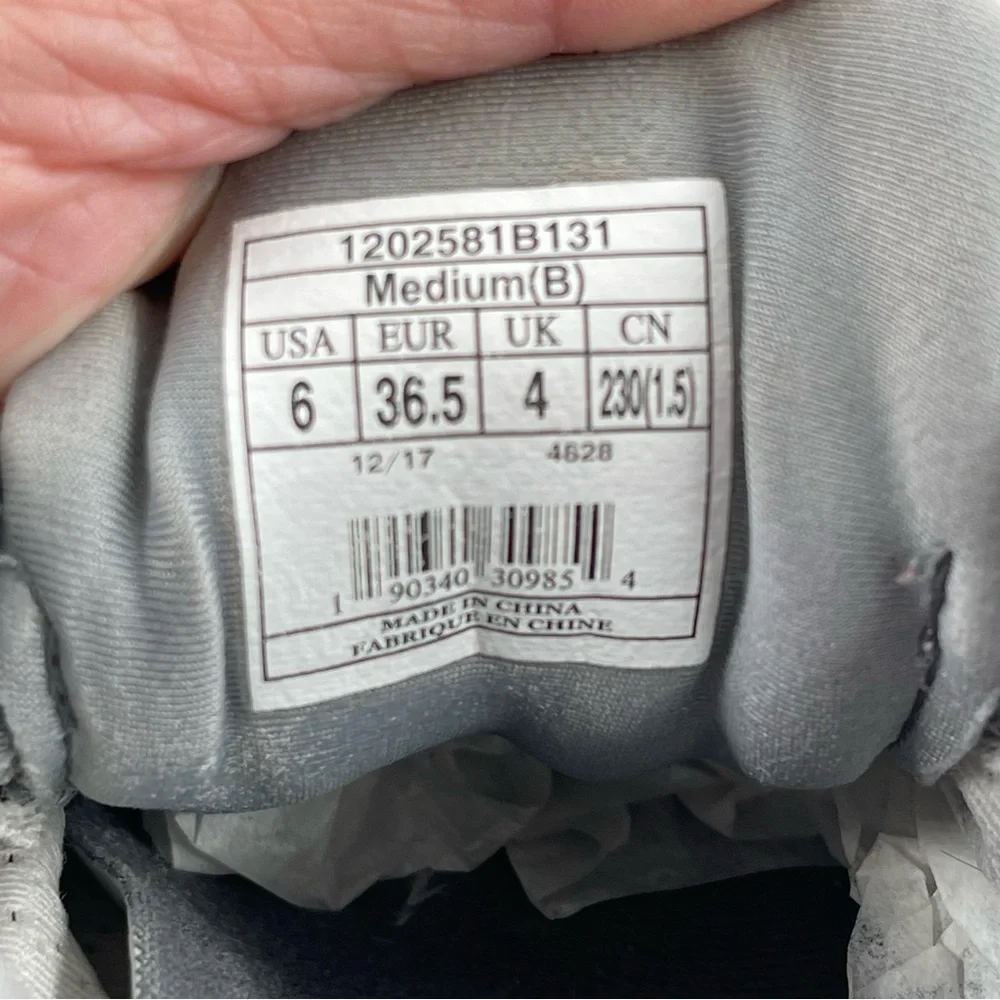 1202581B131
Medium(B)
USA EUR UK CN
6 36.5 4 230(1.5)
12/17 4628
1 90340 30985 4
MADE IN CHINA
FABRIQUE EN CHINE